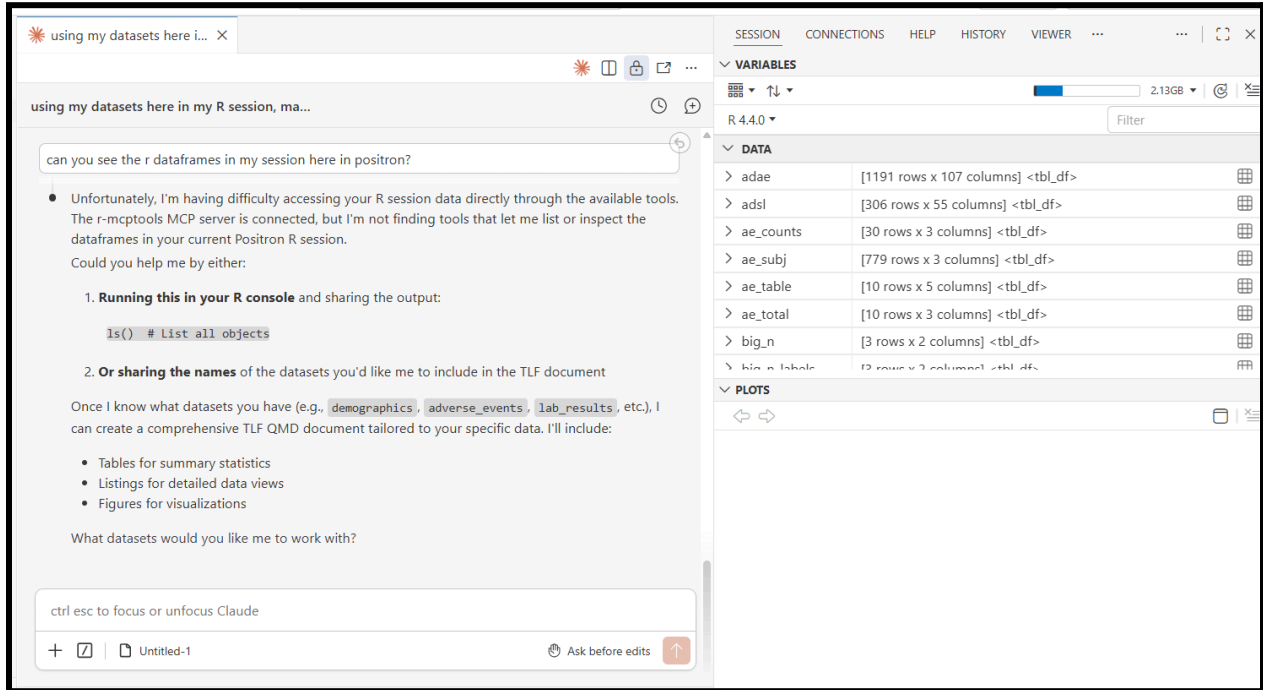 using my datasets here i...
using my datasets here in my R session, ma...
can you see the r dataframes in my session here in positron?
Unfortunately, I'm having difficulty accessing your R session data directly through the available tools.
The r-mcptools MCP server is connected, but I'm not finding tools that let me list or inspect the
dataframes in your current Positron R session.
Could you help me by either:
1. Running this in your R console and sharing the output:
ls() # List all objects
2. Or sharing the names of the datasets you'd like me to include in the TLF document
Once I know what datasets you have (e.g., demographics, adverse_events, lab_results, etc.), I
can create a comprehensive TLF QMD document tailored to your specific data. I'll include:
• Tables for summary statistics
• Listings for detailed data views
• Figures for visualizations
What datasets would you like me to work with?
ctrl esc to focus or unfocus Claude
Untitled-1 Ask before edits
SESSION CONNECTIONS HELP HISTORY VIEWER ... ...
VARIABLES
2.13GB
R 4.4.0 Filter
DATA
adae [1191 rows x 107 columns] <tbl_df>
adsl [306 rows x 55 columns] <tbl_df>
ae_counts [30 rows x 3 columns] <tbl_df>
ae_subj [779 rows x 3 columns] <tbl_df>
ae_table [10 rows x 5 columns] <tbl_df>
ae_total [10 rows x 3 columns] <tbl_df>
big_n [3 rows x 2 columns] <tbl_df>
big_n_labels [3 rows x 2 columns] <tbl_df>
PLOTS